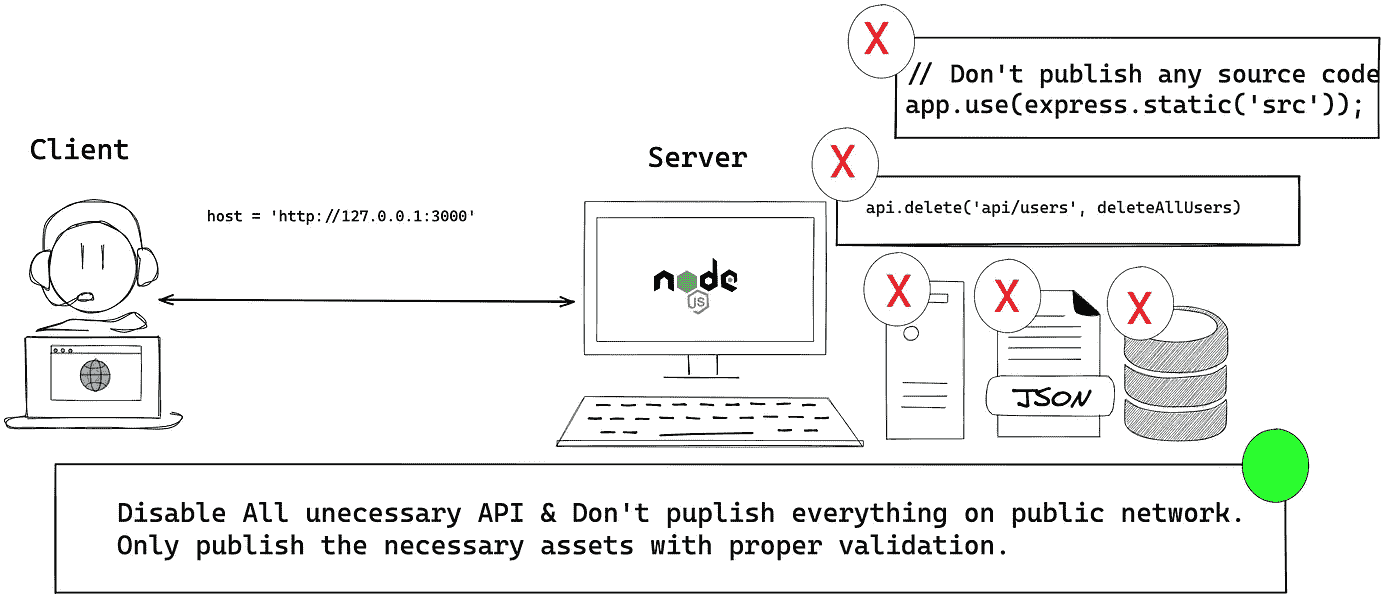 X
// Don't publish any source code
app.use(express.static('src'));
Client
Server
X
host = 'http://127.0.0.1:3000'
api.delete('api/users', deleteAllUsers)
node
JS
X
X
X
JSON
Disable All unecessary API & Don't puplish everything on public network.
Only publish the necessary assets with proper validation.